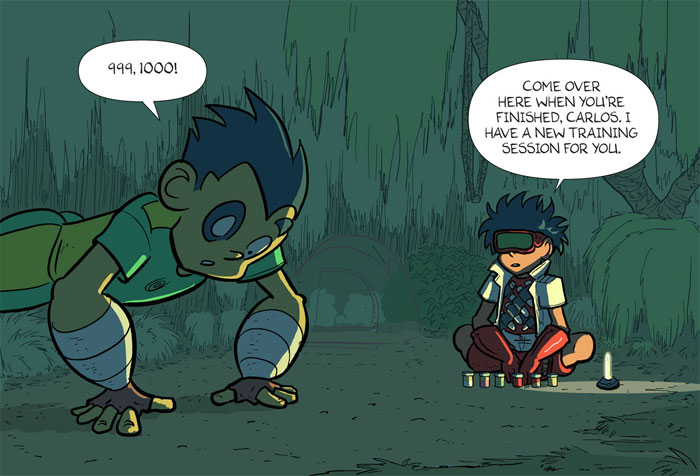 999, 1000!
COME OVER
HERE WHEN YOU'RE
FINISHED, CARLOS. I
HAVE A NEW TRAINING
SESSION FOR YOU.